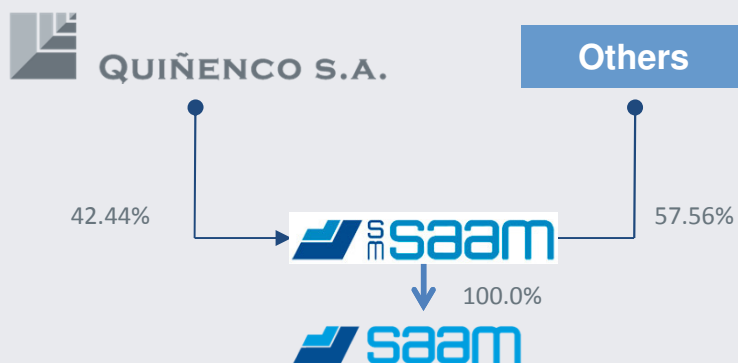 QUIÑENCO S.A.
Others
42.44%
57.56%
sm saam
100.0%
saam